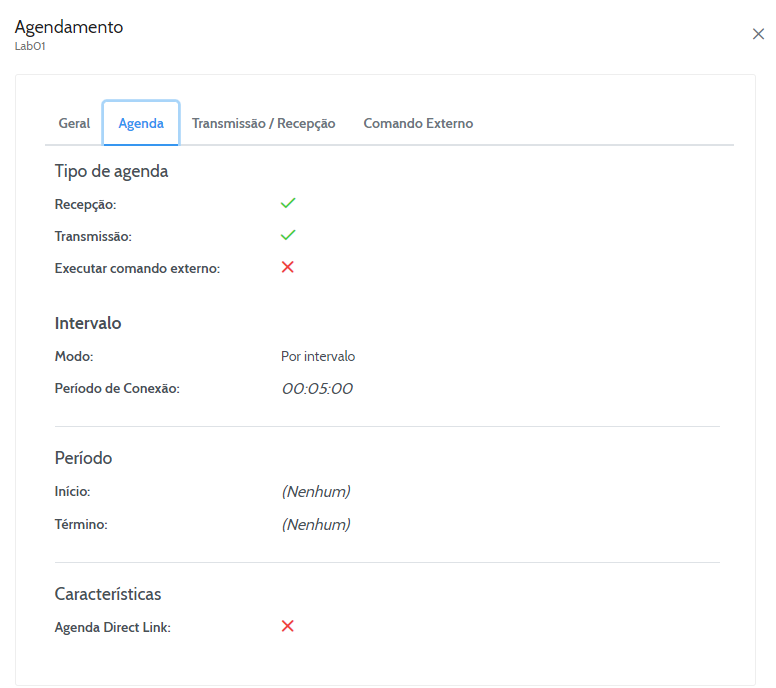 Agendamento
Lab01
Geral Agenda Transmissão / Recepção Comando Externo
Tipo de agenda
Recepção:
Transmissão:
Executar comando externo:
Intervalo
Modo: Por intervalo
Período de Conexão: 00:05:00
Período
Início: (Nenhum)
Término: (Nenhum)
Características
Agenda Direct Link: